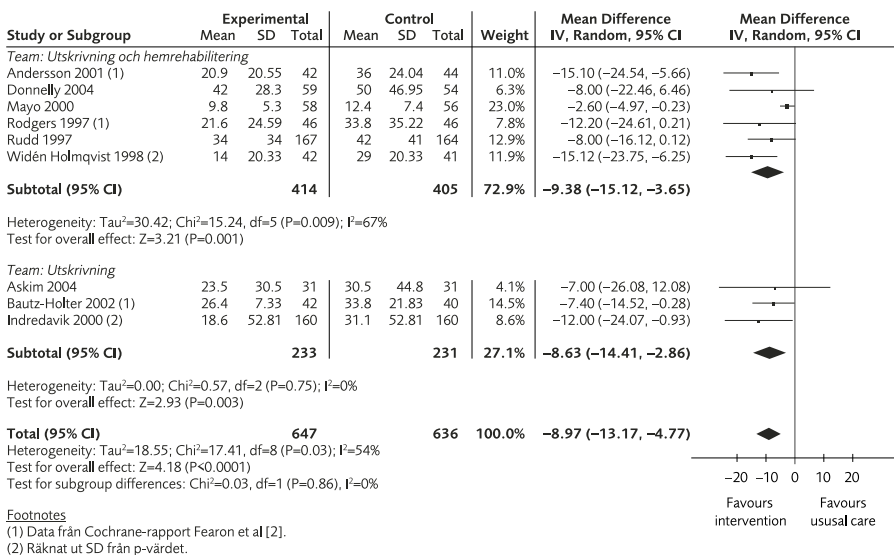 Experimental Control Mean Difference Mean Difference
Study or Subgroup Mean SD Total Mean SD Total Weight IV, Random, 95% CI IV, Random, 95% CI
Team: Utskrivning och hemrehabilitering
Andersson 2001 (1) 20.9 20.55 42 36 24.04 44 11.0% −15.10 (−24.54, −5.66)
Donnelly 2004 42 28.3 59 50 46.95 54 6.3% −8.00 (−22.46, 6.46)
Mayo 2000 9.8 5.3 58 12.4 7.4 56 23.0% −2.60 (−4.97, −0.23)
Rodgers 1997 (1) 21.6 24.59 46 33.8 35.22 46 7.8% −12.20 (−24.61, 0.21)
Rudd 1997 34 34 167 42 41 164 12.9% −8.00 (−16.12, 0.12)
Widén Holmqvist 1998 (2) 14 20.33 42 29 20.33 41 11.9% −15.12 (−23.75, −6.25)
Subtotal (95% CI) 414 405 72.9% −9.38 (−15.12, −3.65)
Heterogeneity: Tau²=30.42; Chi²=15.24, df=5 (P=0.009); I²=67%
Test for overall effect: Z=3.21 (P=0.001)
Team: Utskrivning
Askim 2004 23.5 30.5 31 30.5 44.8 31 4.1% −7.00 (−26.08, 12.08)
Bautz-Holter 2002 (1) 26.4 7.33 42 33.8 21.83 40 14.5% −7.40 (−14.52, −0.28)
Indredavik 2000 (2) 18.6 52.81 160 31.1 52.81 160 8.6% −12.00 (−24.07, −0.93)
Subtotal (95% CI) 233 231 27.1% −8.63 (−14.41, −2.86)
Heterogeneity: Tau²=0.00; Chi²=0.57, df=2 (P=0.75); I²=0%
Test for overall effect: Z=2.93 (P=0.003)
Total (95% CI) 647 636 100.0% −8.97 (−13.17, −4.77)
Heterogeneity: Tau²=18.55; Chi²=17.41, df=8 (P=0.03); I²=54%
Test for overall effect: Z=4.18 (P<0.0001)
Test for subgroup differences: Chi²=0.03, df=1 (P=0.86), I²=0%
−20 −10 0 10 20
Favours Favours
intervention ususal care
Footnotes
(1) Data från Cochrane-rapport Fearon et al [2].
(2) Räknat ut SD från p-värdet.